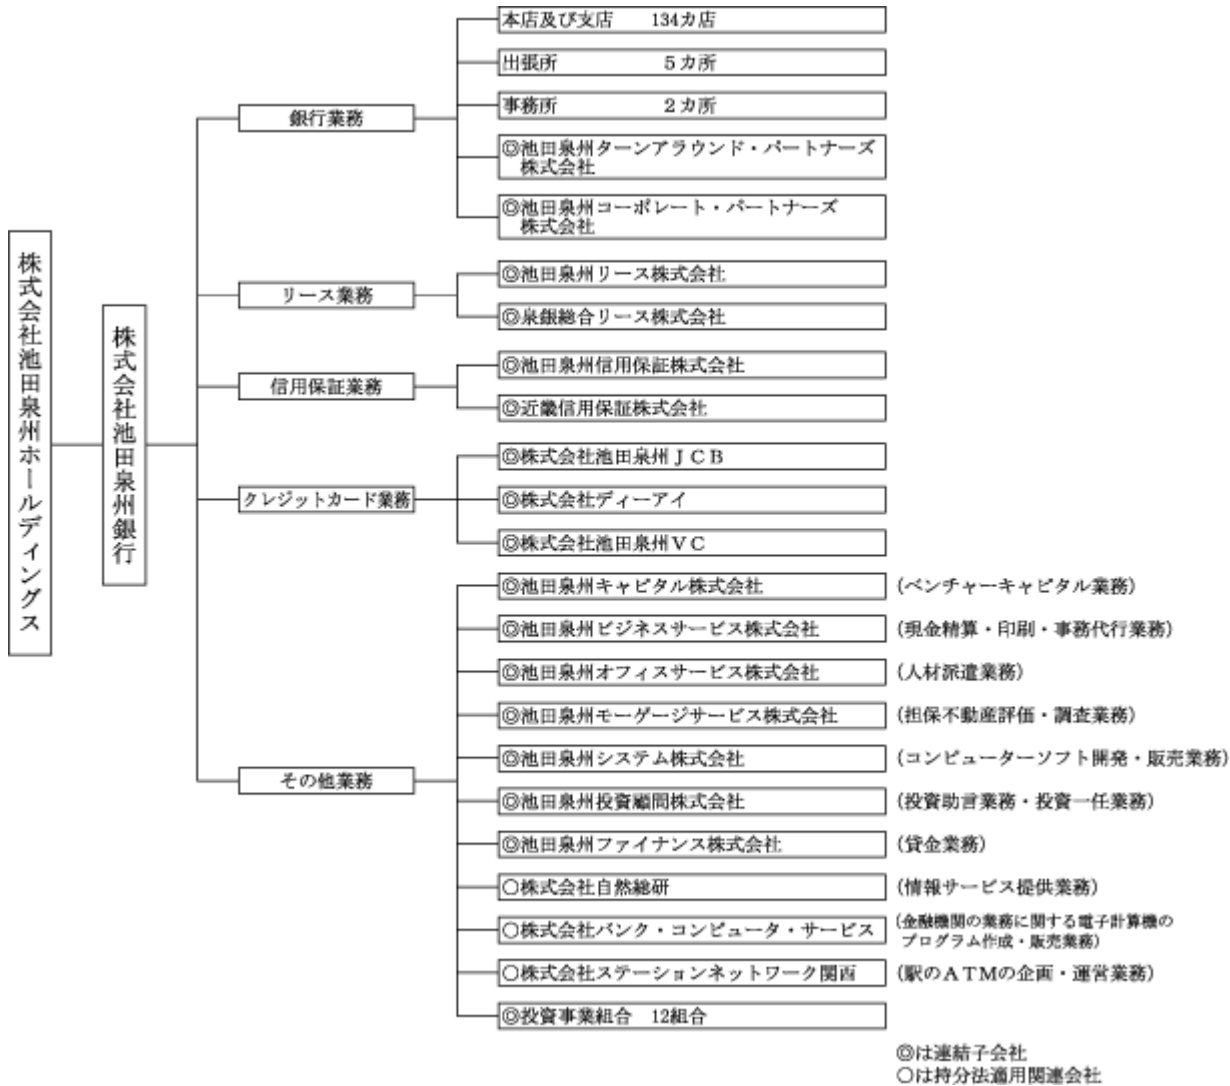 株式会社池田泉州ホールディングス
株式会社池田泉州銀行
銀行業務
本店及び支店　134カ店
出張所　5カ所
事務所　2カ所
◎池田泉州ターンアラウンド・パートナーズ
株式会社
◎池田泉州コーポレート・パートナーズ
株式会社
リース業務
◎池田泉州リース株式会社
◎泉銀総合リース株式会社
信用保証業務
◎池田泉州信用保証株式会社
◎近畿信用保証株式会社
クレジットカード業務
◎株式会社池田泉州ＪＣＢ
◎株式会社ディーアイ
◎株式会社池田泉州ＶＣ
その他業務
◎池田泉州キャピタル株式会社　(ベンチャーキャピタル業務)
◎池田泉州ビジネスサービス株式会社　(現金精算・印刷・事務代行業務)
◎池田泉州オフィスサービス株式会社　(人材派遣業務)
◎池田泉州モーゲージサービス株式会社　(担保不動産評価・調査業務)
◎池田泉州システム株式会社　(コンピューターソフト開発・販売業務)
◎池田泉州投資顧問株式会社　(投資助言業務・投資一任業務)
◎池田泉州ファイナンス株式会社　(貸金業務)
○株式会社自然総研　(情報サービス提供業務)
○株式会社バンク・コンピュータ・サービス　(金融機関の業務に関する電子計算機の
プログラム作成・販売業務)
○株式会社ステーションネットワーク関西　(駅のＡＴＭの企画・運営業務)
◎投資事業組合　12組合
◎は連結子会社
○は持分法適用関連会社